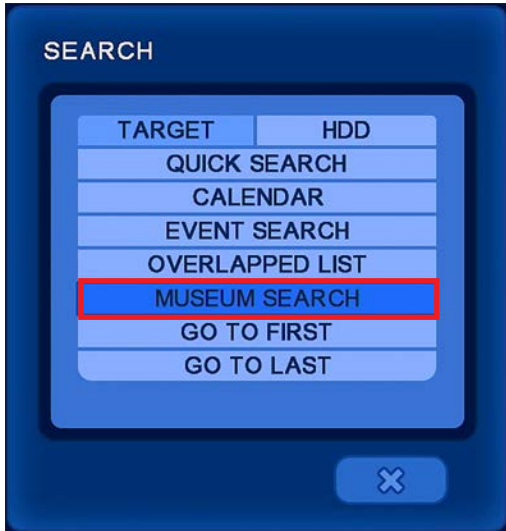 SEARCH
TARGET HDD
QUICK SEARCH
CALENDAR
EVENT SEARCH
OVERLAPPED LIST
MUSEUM SEARCH
GO TO FIRST
GO TO LAST